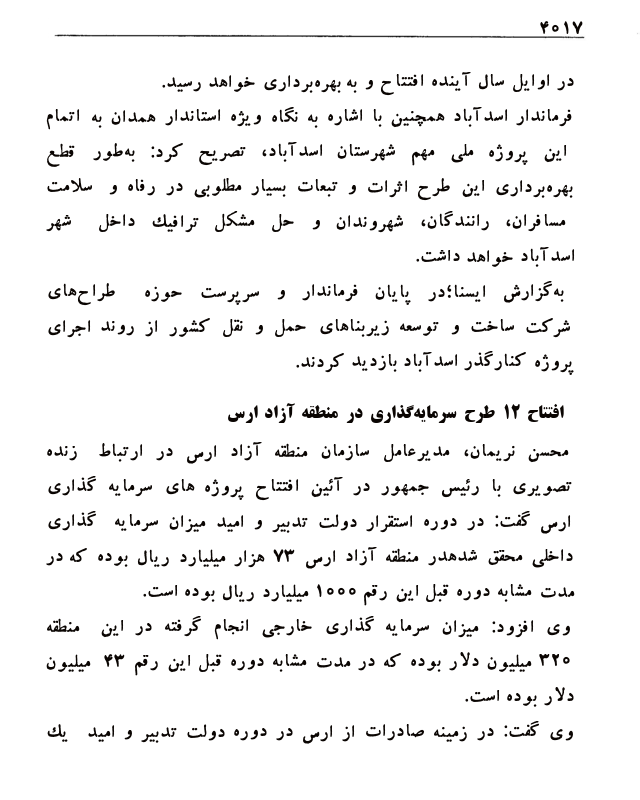 ۴۰۱۷
در اوایل سال آینده افتتاح و به بهره‌برداری خواهد رسید.
فرماندار اسدآباد همچنین با اشاره به نگاه ویژه استاندار همدان به اتمام
این پروژه ملی مهم شهرستان اسدآباد، تصریح کرد: به‌طور قطع
بهره‌برداری این طرح اثرات و تبعات بسیار مطلوبی در رفاه و سلامت
مسافران، رانندگان، شهروندان و حل مشکل ترافیك داخل شهر
اسدآباد خواهد داشت.
به‌گزارش ایسنا؛در پایان فرماندار و سرپرست حوزه طراح‌های
شرکت ساخت و توسعه زیربناهای حمل و نقل کشور از روند اجرای
پروژه کنارگذر اسدآباد بازدید کردند.
افتتاح ۱۲ طرح سرمایه‌گذاری در منطقه آزاد ارس
محسن نریمان، مدیرعامل سازمان منطقه آزاد ارس در ارتباط زنده
تصویری با رئیس جمهور در آئین افتتاح پروژه های سرمایه گذاری
ارس گفت: در دوره استقرار دولت تدبیر و امید میزان سرمایه گذاری
داخلی محقق شدهدر منطقه آزاد ارس ۷۳ هزار میلیارد ریال بوده که در
مدت مشابه دوره قبل این رقم ۱۰۰۰ میلیارد ریال بوده است.
وی افزود: میزان سرمایه گذاری خارجی انجام گرفته در این منطقه
۳۲۰ میلیون دلار بوده که در مدت مشابه دوره قبل این رقم ۴۳ میلیون
دلار بوده است.
وی گفت: در زمینه صادرات از ارس در دوره دولت تدبیر و امید یك